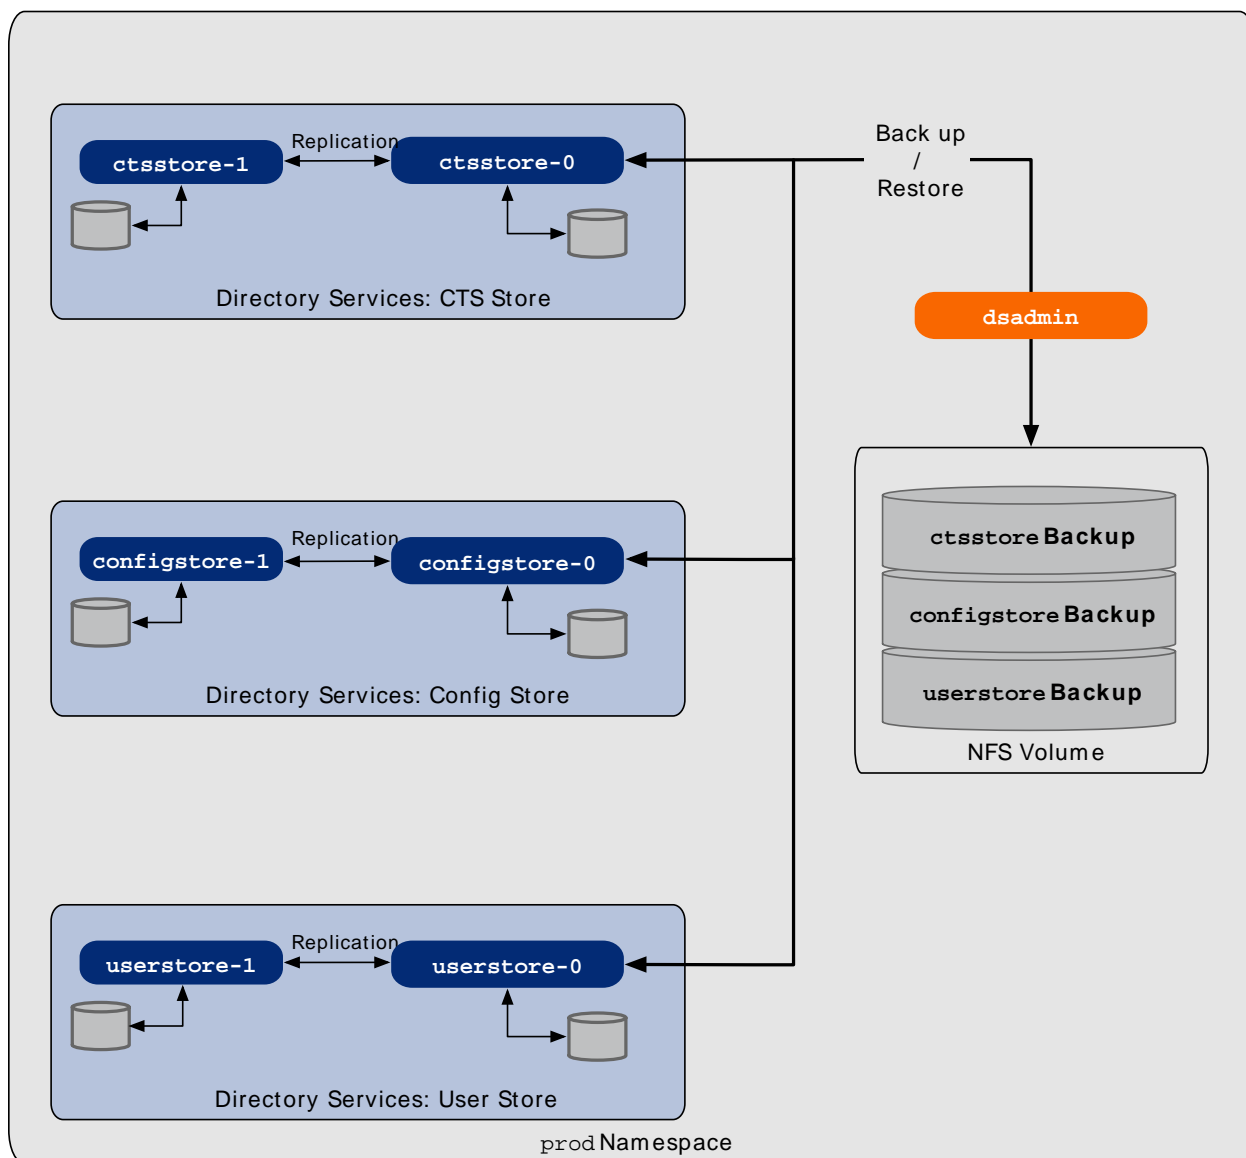 Replication
ctsstore-1
ctsstore-0
Directory Services: CTS Store
Back up
/
Restore
dsadmin
Replication
configstore-1
configstore-0
Directory Services: Config Store
ctsstore Backup
configstore Backup
userstore Backup
NFS Volume
Replication
userstore-1
userstore-0
Directory Services: User Store
prod Namespace